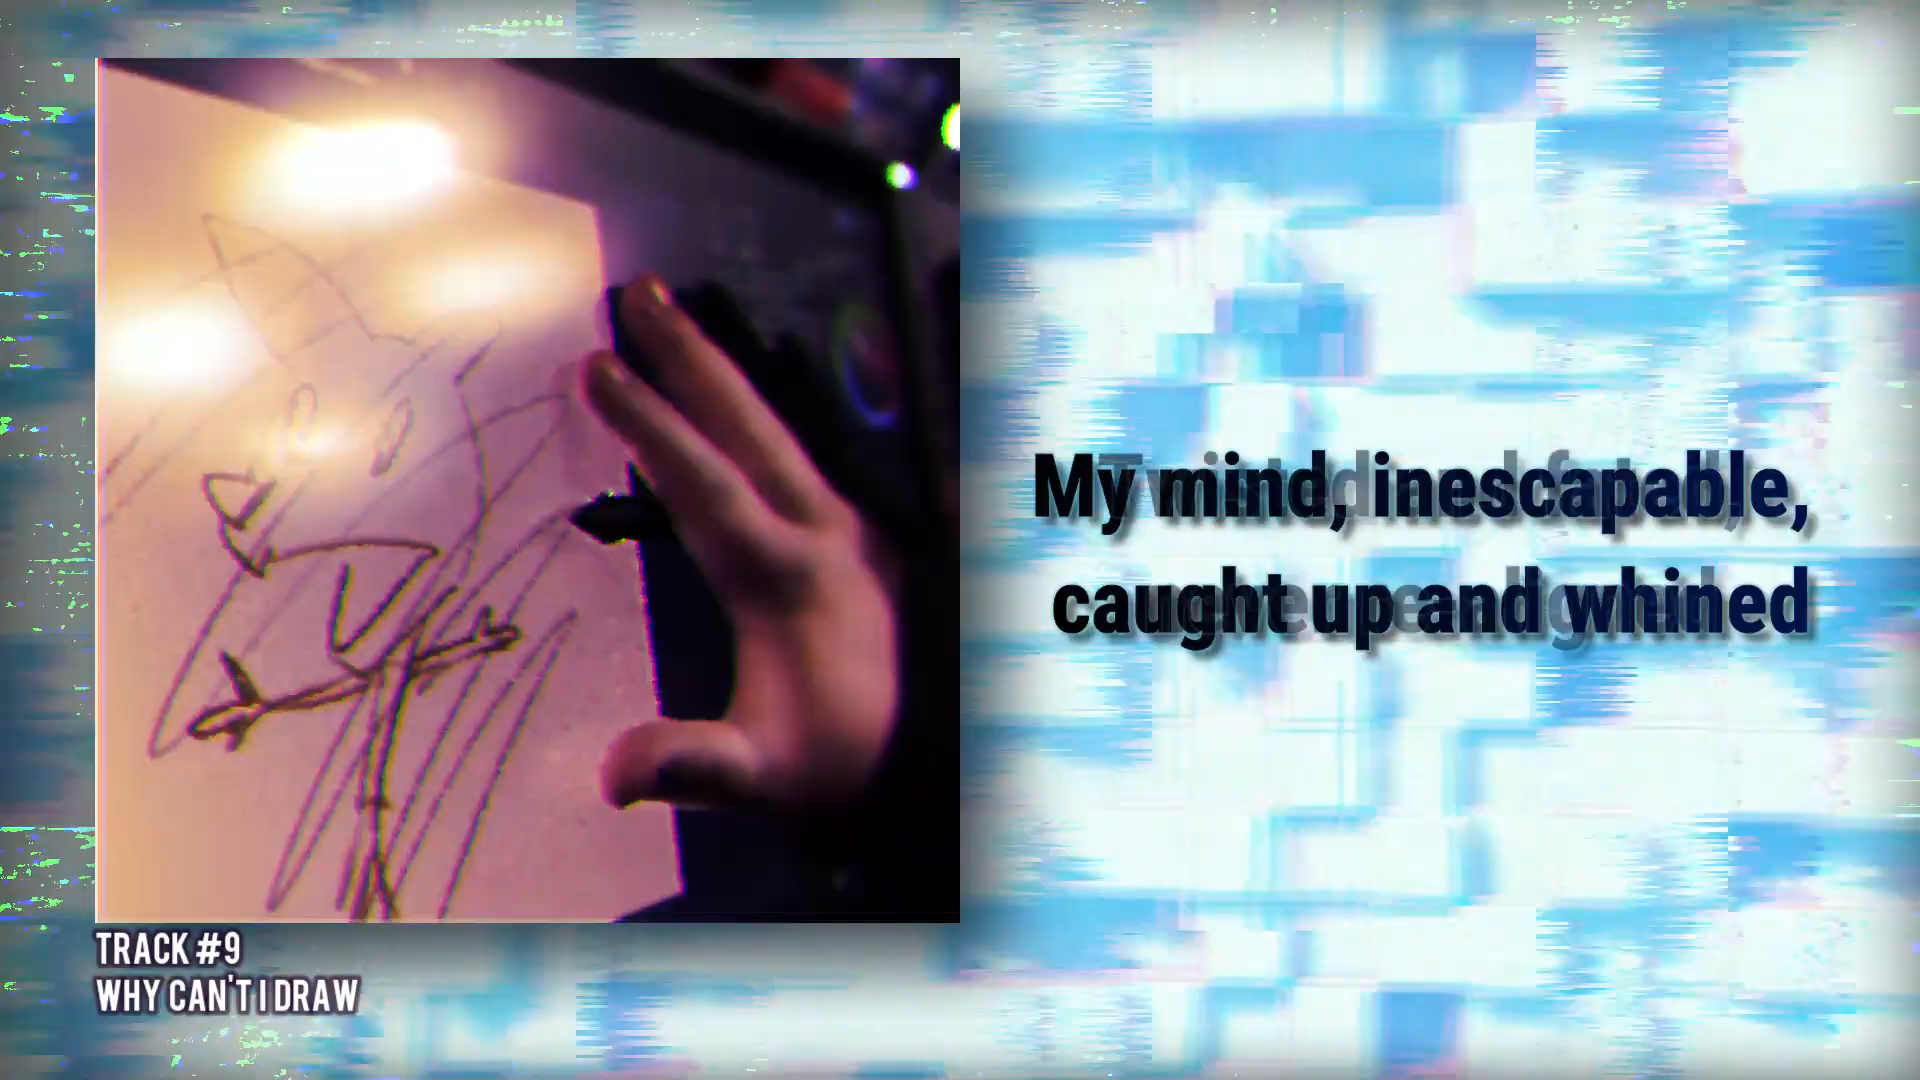 My mind, inescapable,
caught up and whined
TRACK #9
WHY CAN'T I DRAW